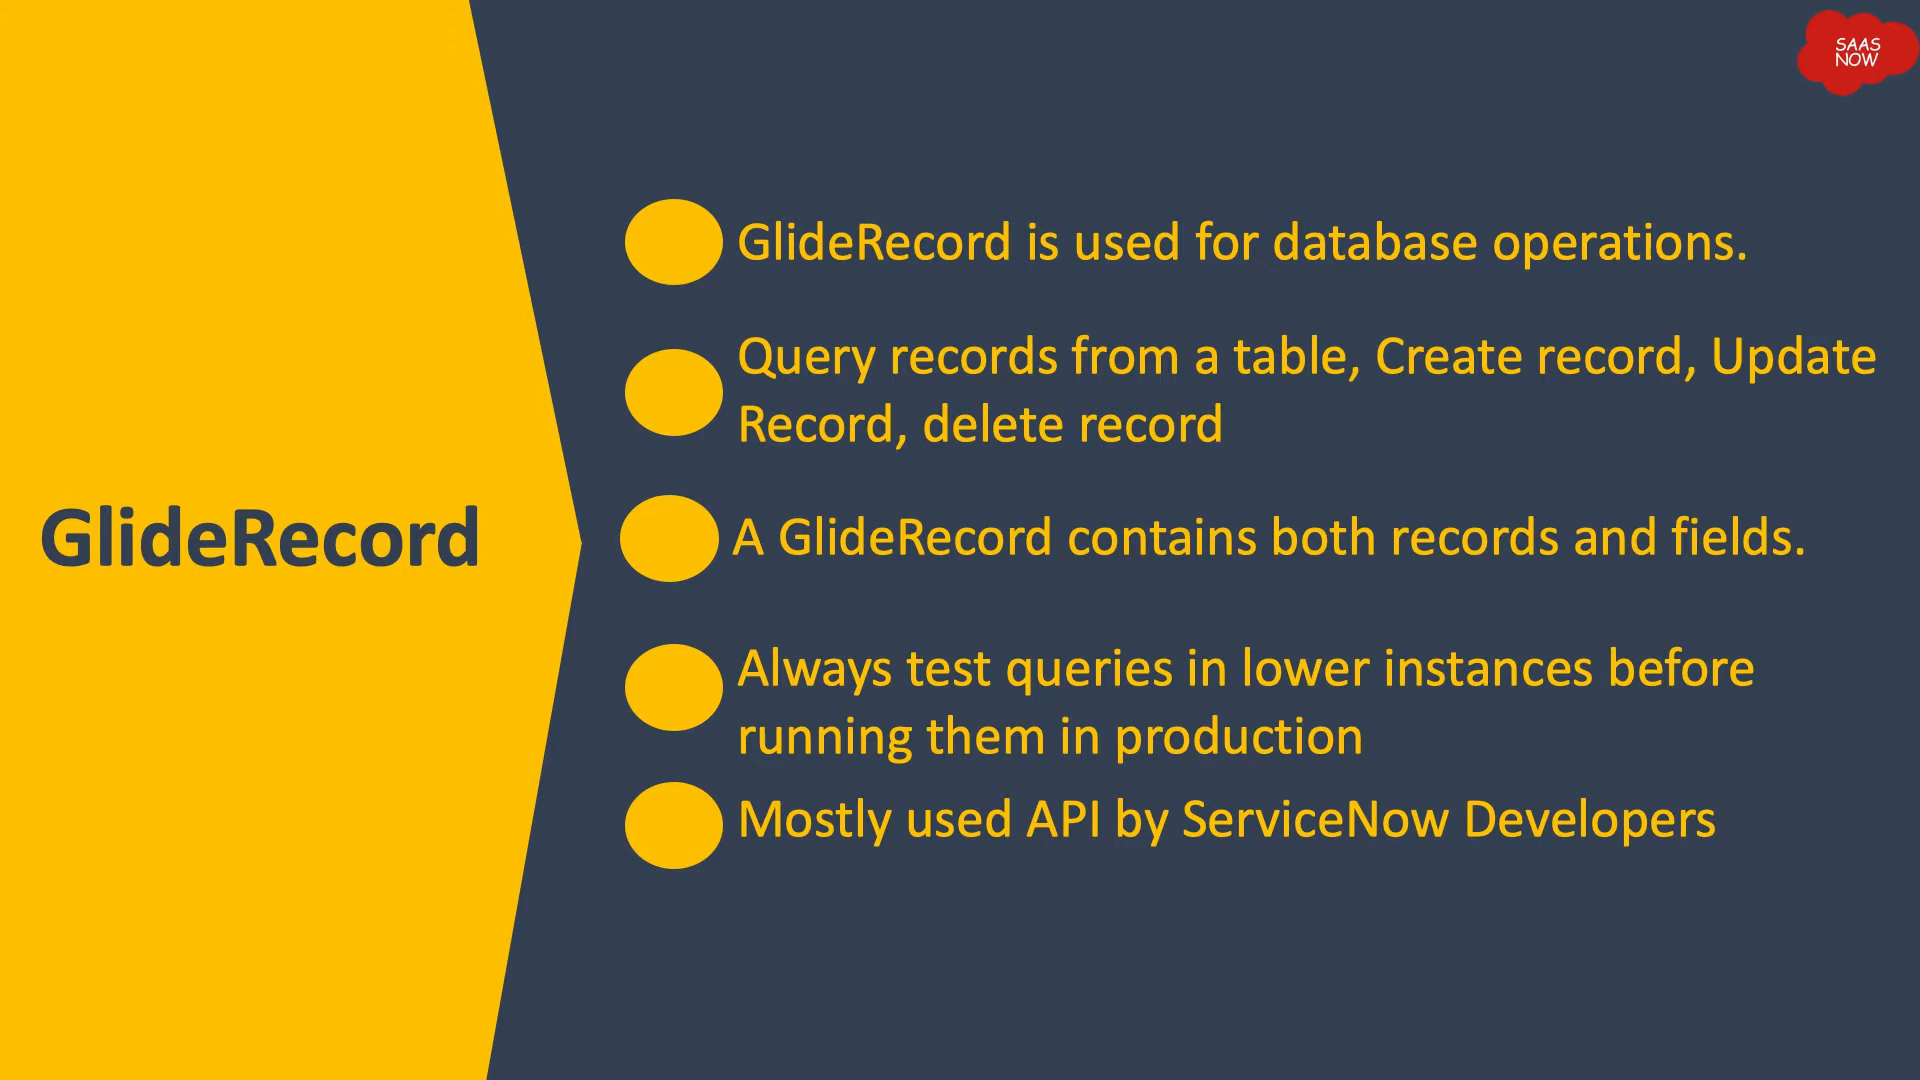 SAAS
NOW
GlideRecord
GlideRecord is used for database operations.
Query records from a table, Create record, Update
Record, delete record
A GlideRecord contains both records and fields.
Always test queries in lower instances before
running them in production
Mostly used API by ServiceNow Developers